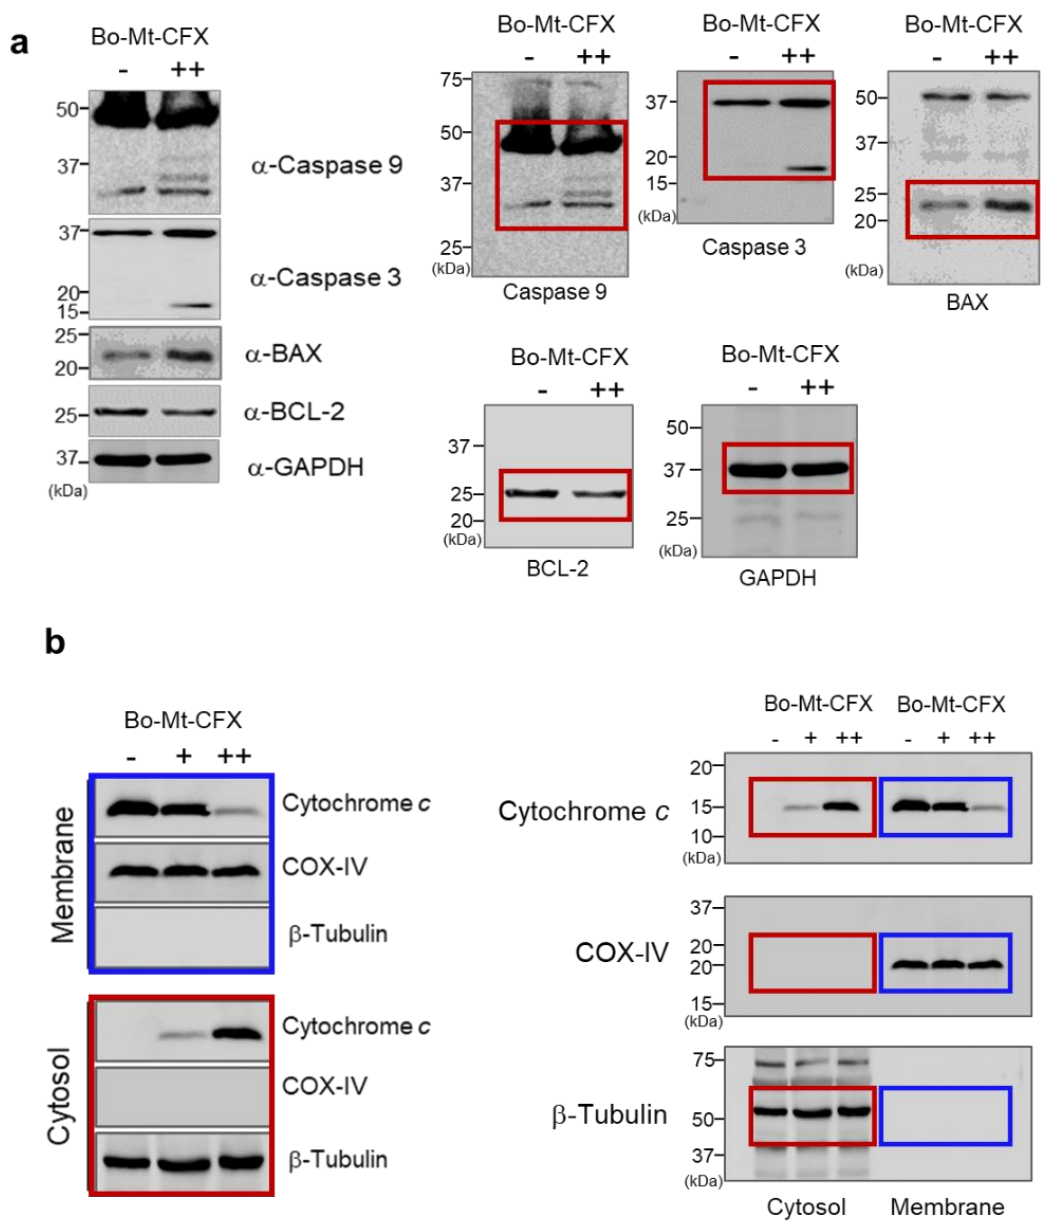 a
Bo-Mt-CFX
- ++
50
37
α-Caspase 9
37
20
15
α-Caspase 3
25
20
α-BAX
25
α-BCL-2
37
α-GAPDH
(kDa)
Bo-Mt-CFX
- ++
75
50
37
25
(kDa)
Caspase 9
Bo-Mt-CFX
- ++
37
20
15
(kDa)
Caspase 3
Bo-Mt-CFX
- ++
50
37
25
20
(kDa)
BAX
Bo-Mt-CFX
- ++
37
25
20
(kDa)
BCL-2
Bo-Mt-CFX
- ++
50
37
25
(kDa)
GAPDH
b
Bo-Mt-CFX
- + ++
Membrane
Cytochrome c
COX-IV
β-Tubulin
Cytosol
Cytochrome c
COX-IV
β-Tubulin
Bo-Mt-CFX Bo-Mt-CFX
- + ++ - + ++
Cytochrome c
20
15
10
(kDa)
COX-IV
37
20
20
15
(kDa)
β-Tubulin
75
50
37
(kDa)
Cytosol Membrane